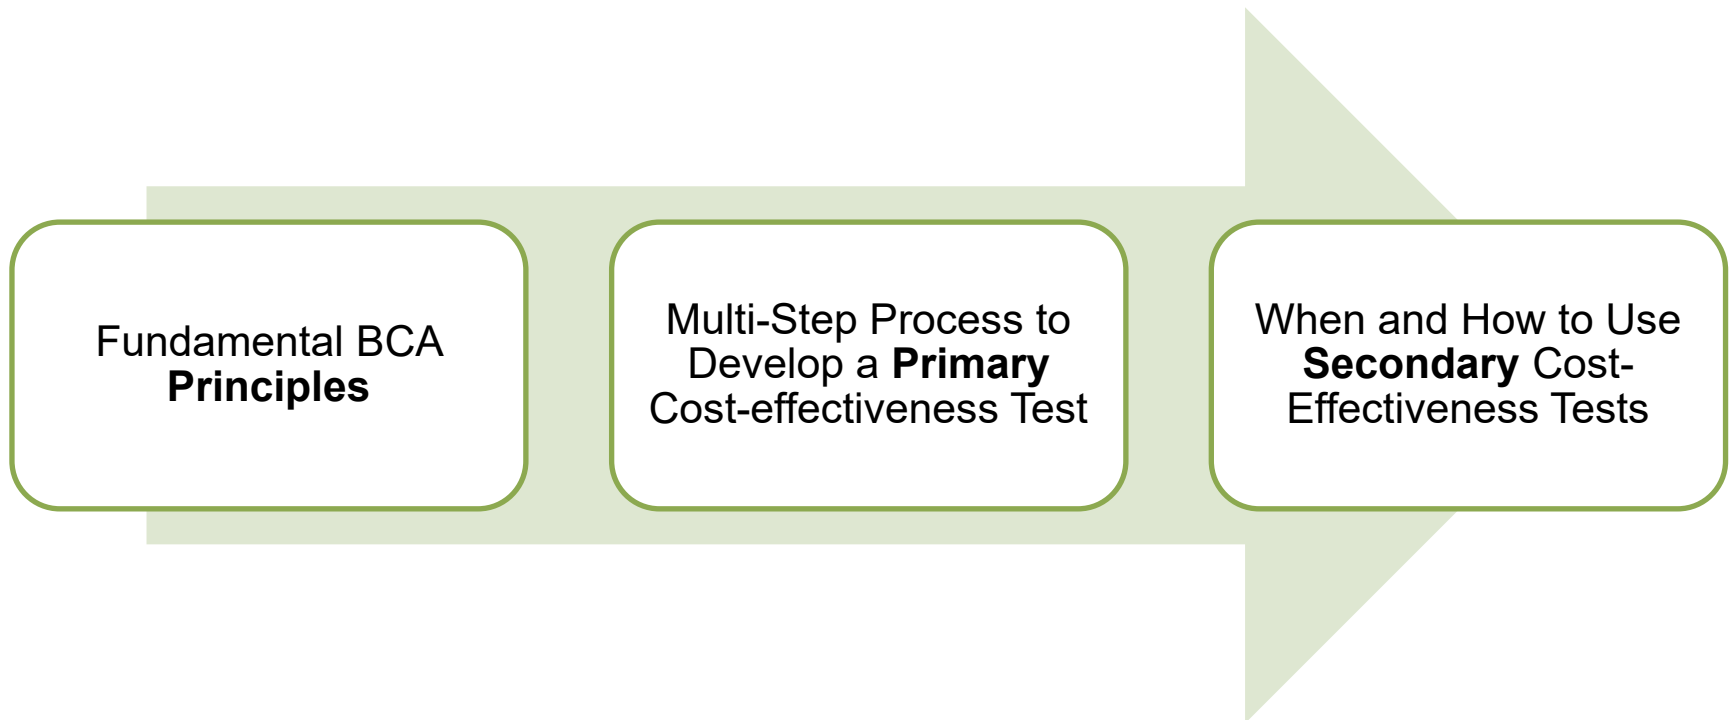 Fundamental BCA
Principles
Multi-Step Process to
Develop a Primary
Cost-effectiveness Test
When and How to Use
Secondary Cost-
Effectiveness Tests